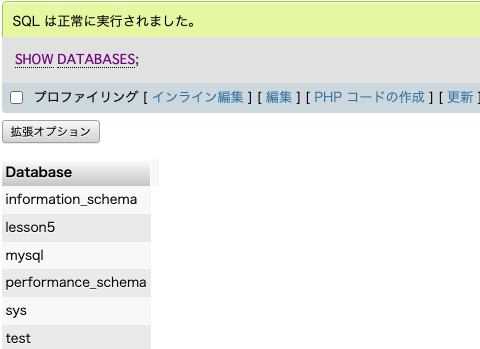 SQL は正常に実行されました。
SHOW DATABASES;
プロファイリング [ インライン編集 ] [ 編集 ] [ PHP コードの作成 ] [ 更新 ]
拡張オプション
Database
information_schema
lesson5
mysql
performance_schema
sys
test